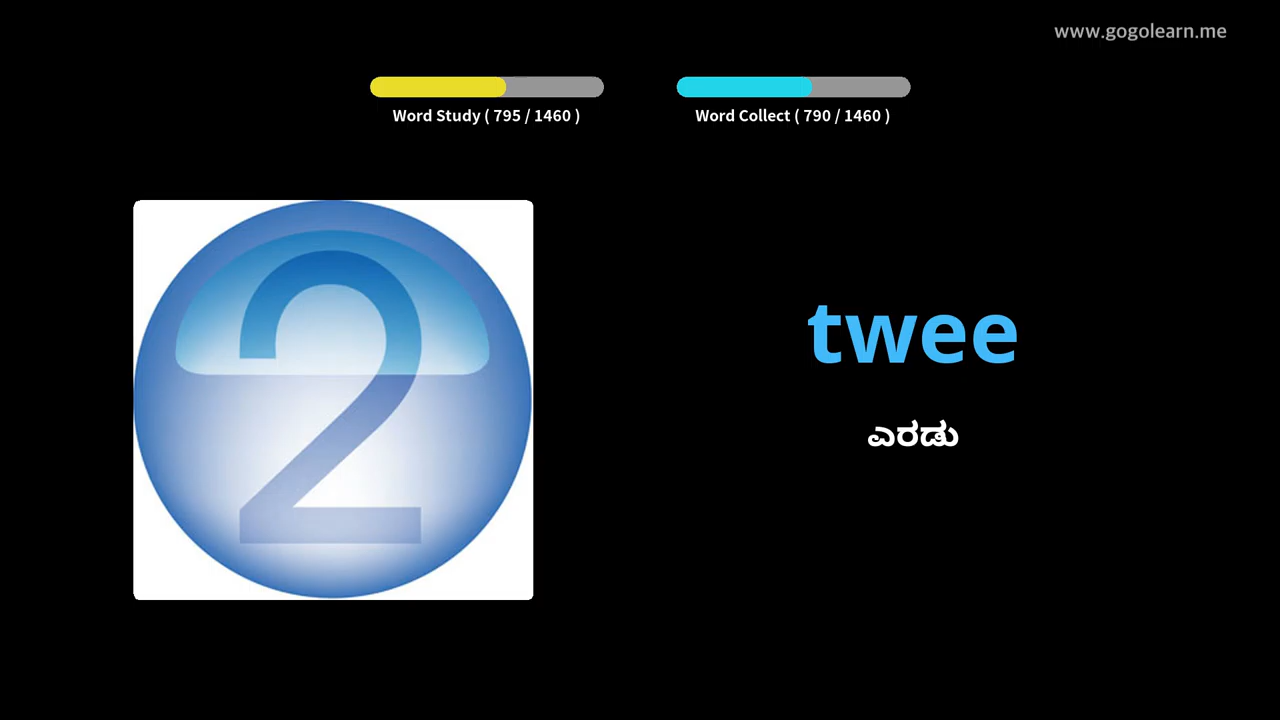 www.gogolearn.me
Word Study ( 795 / 1460 )
Word Collect ( 790 / 1460 )
2
twee
ಎರಡು